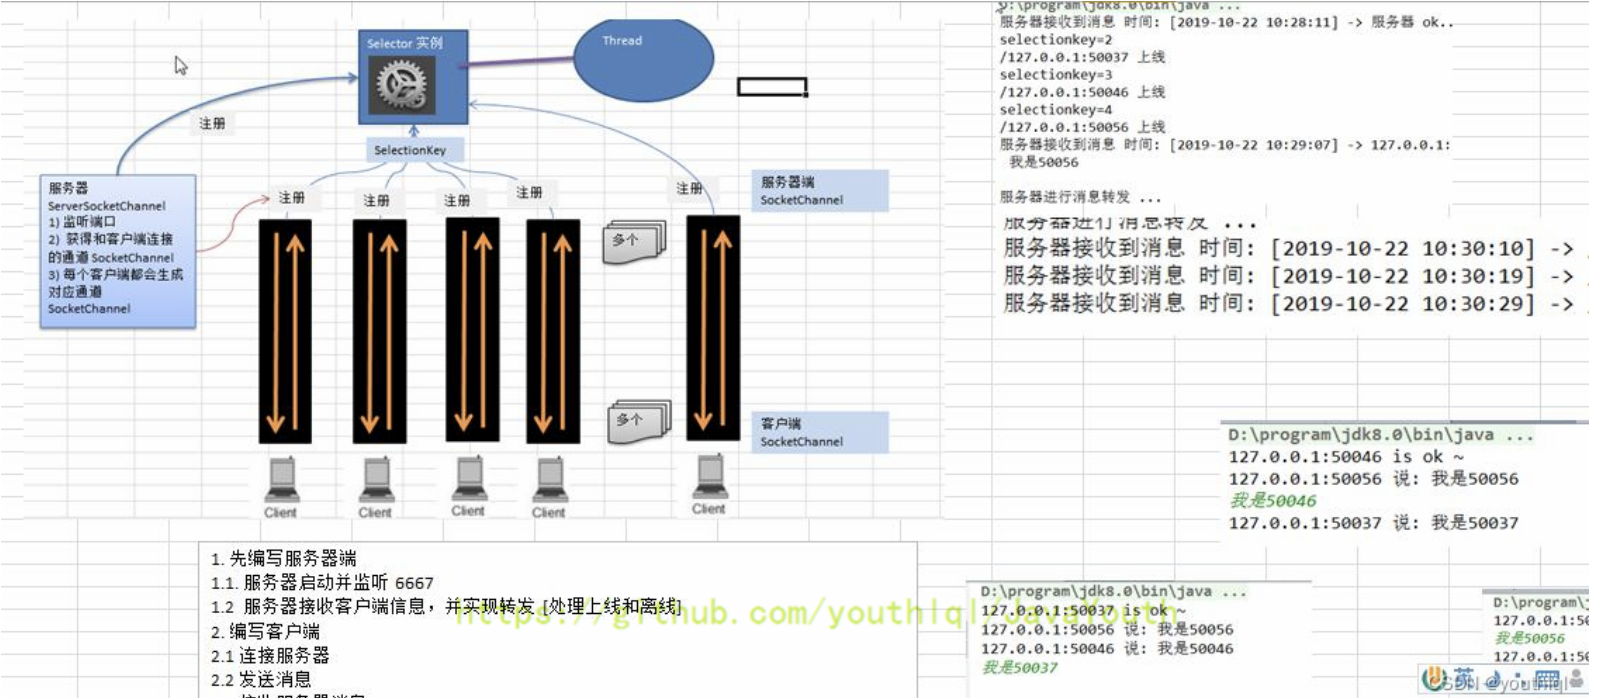 Selector 实例
Thread
注册
SelectionKey
服务器
ServerSocketChannel
1) 监听端口
2) 获得和客户端连接
的通道 SocketChannel
3) 每个客户端都会生成
对应通道
SocketChannel
注册
注册
注册
注册
注册
服务器端
SocketChannel
多个
多个
客户端
SocketChannel
Client
Client
Client
Client
Client
1. 先编写服务器端
1.1. 服务器启动并监听 6667
1.2 服务器接收客户端信息，并实现转发 [处理上线和离线]
2. 编写客户端
2.1 连接服务器
2.2 发送消息
https://github.com/youthlql/JavaYouth
D:\program\jdk8.0\bin\java ...
服务器接收到消息 时间: [2019-10-22 10:28:11] -> 服务器 ok..
selectionkey=2
/127.0.0.1:50037 上线
selectionkey=3
/127.0.0.1:50046 上线
selectionkey=4
/127.0.0.1:50056 上线
服务器接收到消息 时间: [2019-10-22 10:29:07] -> 127.0.0.1:
我是50056
服务器进行消息转发 ...
服务器进行消息转发 ...
服务器接收到消息 时间: [2019-10-22 10:30:10] ->
服务器接收到消息 时间: [2019-10-22 10:30:19] ->
服务器接收到消息 时间: [2019-10-22 10:30:29] ->
D:\program\jdk8.0\bin\java ...
127.0.0.1:50046 is ok ~
127.0.0.1:50056 说: 我是50056
我是50046
127.0.0.1:50037 说: 我是50037
D:\program\jdk8.0\bin\java ...
127.0.0.1:50037 is ok ~
127.0.0.1:50056 说: 我是50056
127.0.0.1:50046 说: 我是50046
我是50037
D:\program\j
127.0.0.1:50
我是50056
127.0.0.1:50
英
CSDN @youthlql